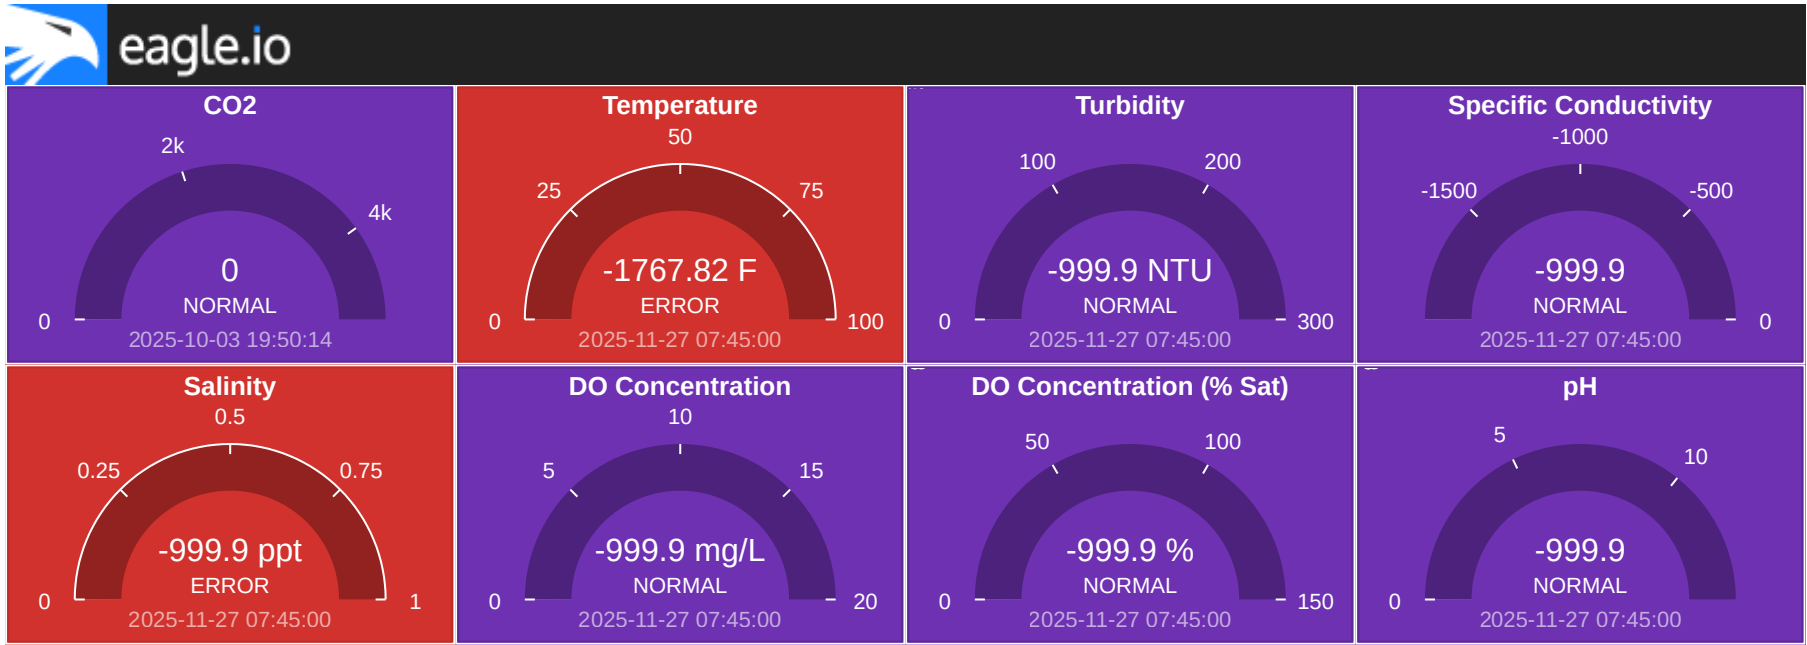 eagle.io
CO2
2k
4k
0
0
NORMAL
2025-10-03 19:50:14
Temperature
50
25
75
-1767.82 F
ERROR
0
100
2025-11-27 07:45:00
Turbidity
100
200
-999.9 NTU
NORMAL
0
300
2025-11-27 07:45:00
Specific Conductivity
-1000
-1500
-500
-999.9
NORMAL
0
2025-11-27 07:45:00
Salinity
0.5
0.25
0.75
-999.9 ppt
ERROR
0
1
2025-11-27 07:45:00
DO Concentration
10
5
15
-999.9 mg/L
NORMAL
0
20
2025-11-27 07:45:00
DO Concentration (% Sat)
50
100
-999.9 %
NORMAL
0
150
2025-11-27 07:45:00
pH
5
10
-999.9
NORMAL
0
2025-11-27 07:45:00